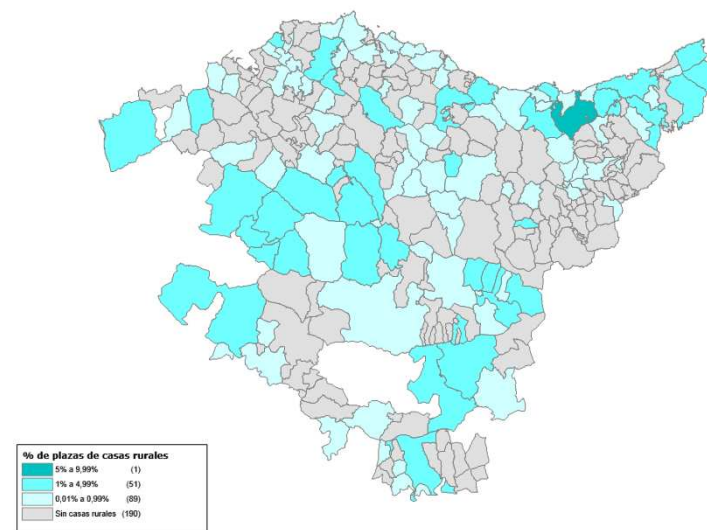 % de plazas de casas rurales
5% a 9,99% (1)
1% a 4,99% (51)
0,01% a 0,99% (89)
Sin casas rurales (190)